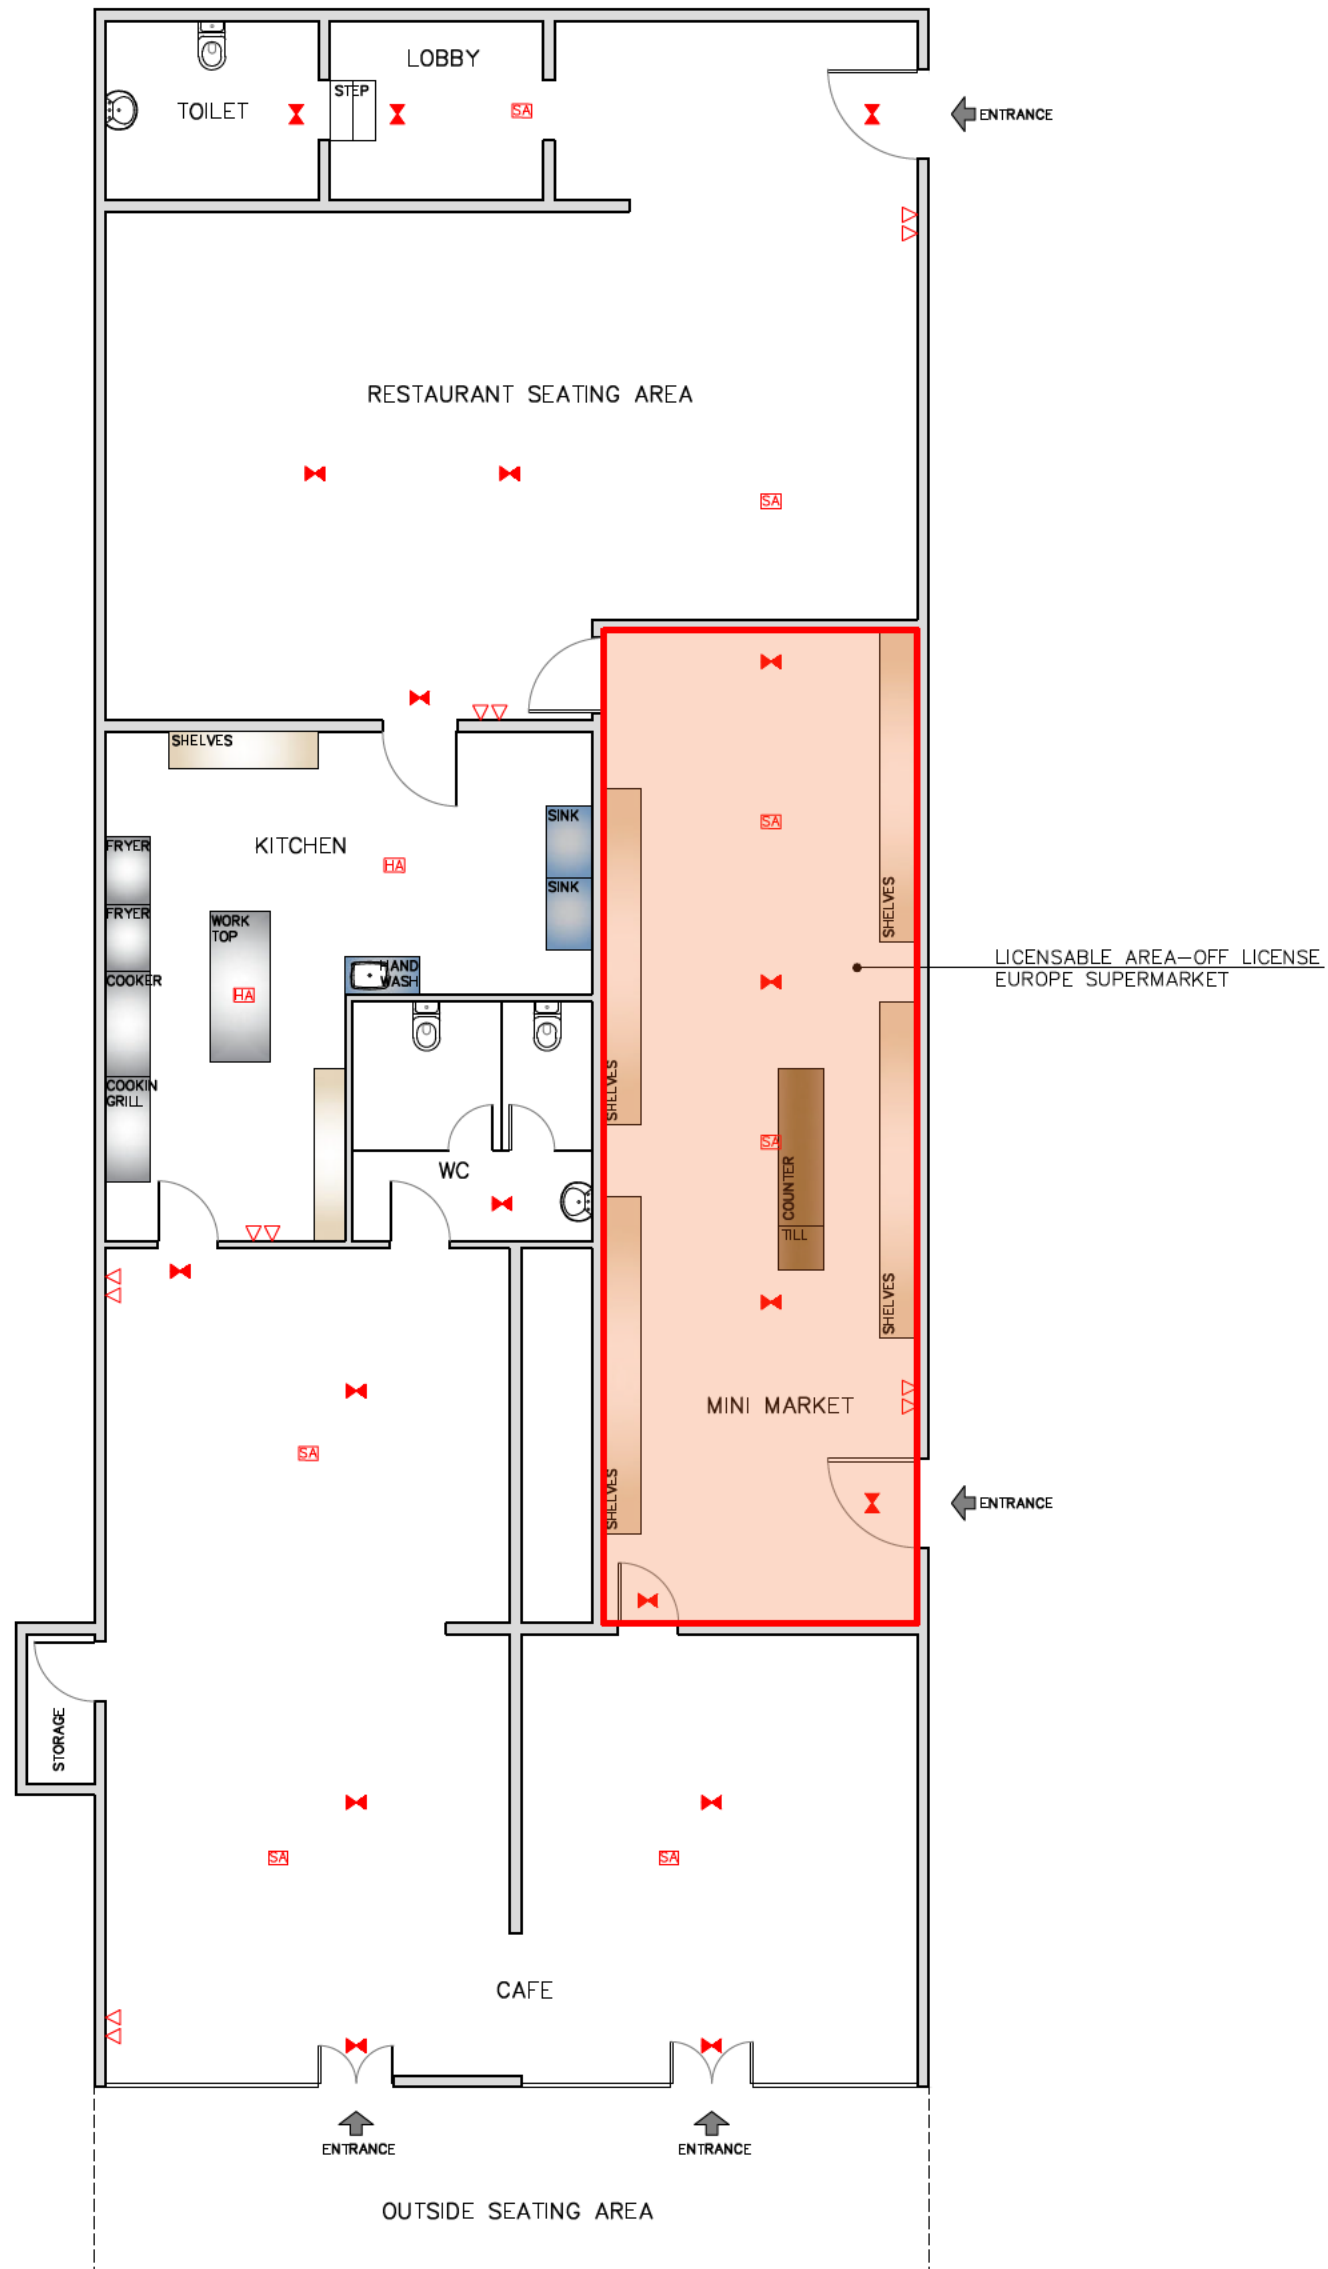 LOBBY
STEP
TOILET
SA
ENTRANCE
RESTAURANT SEATING AREA
SA
SHELVES
SINK
SA
FRYER
KITCHEN
HA
SINK
SHELVES
FRYER
WORK
TOP
HAND
WASH
LICENSABLE AREA-OFF LICENSE
EUROPE SUPERMARKET
COOKER
HA
COOKIN
GRILL
SHELVES
SA
WC
COUNTER
TILL
SHELVES
MINI MARKET
SA
SHELVES
ENTRANCE
STORAGE
SA
SA
CAFE
ENTRANCE
ENTRANCE
OUTSIDE SEATING AREA